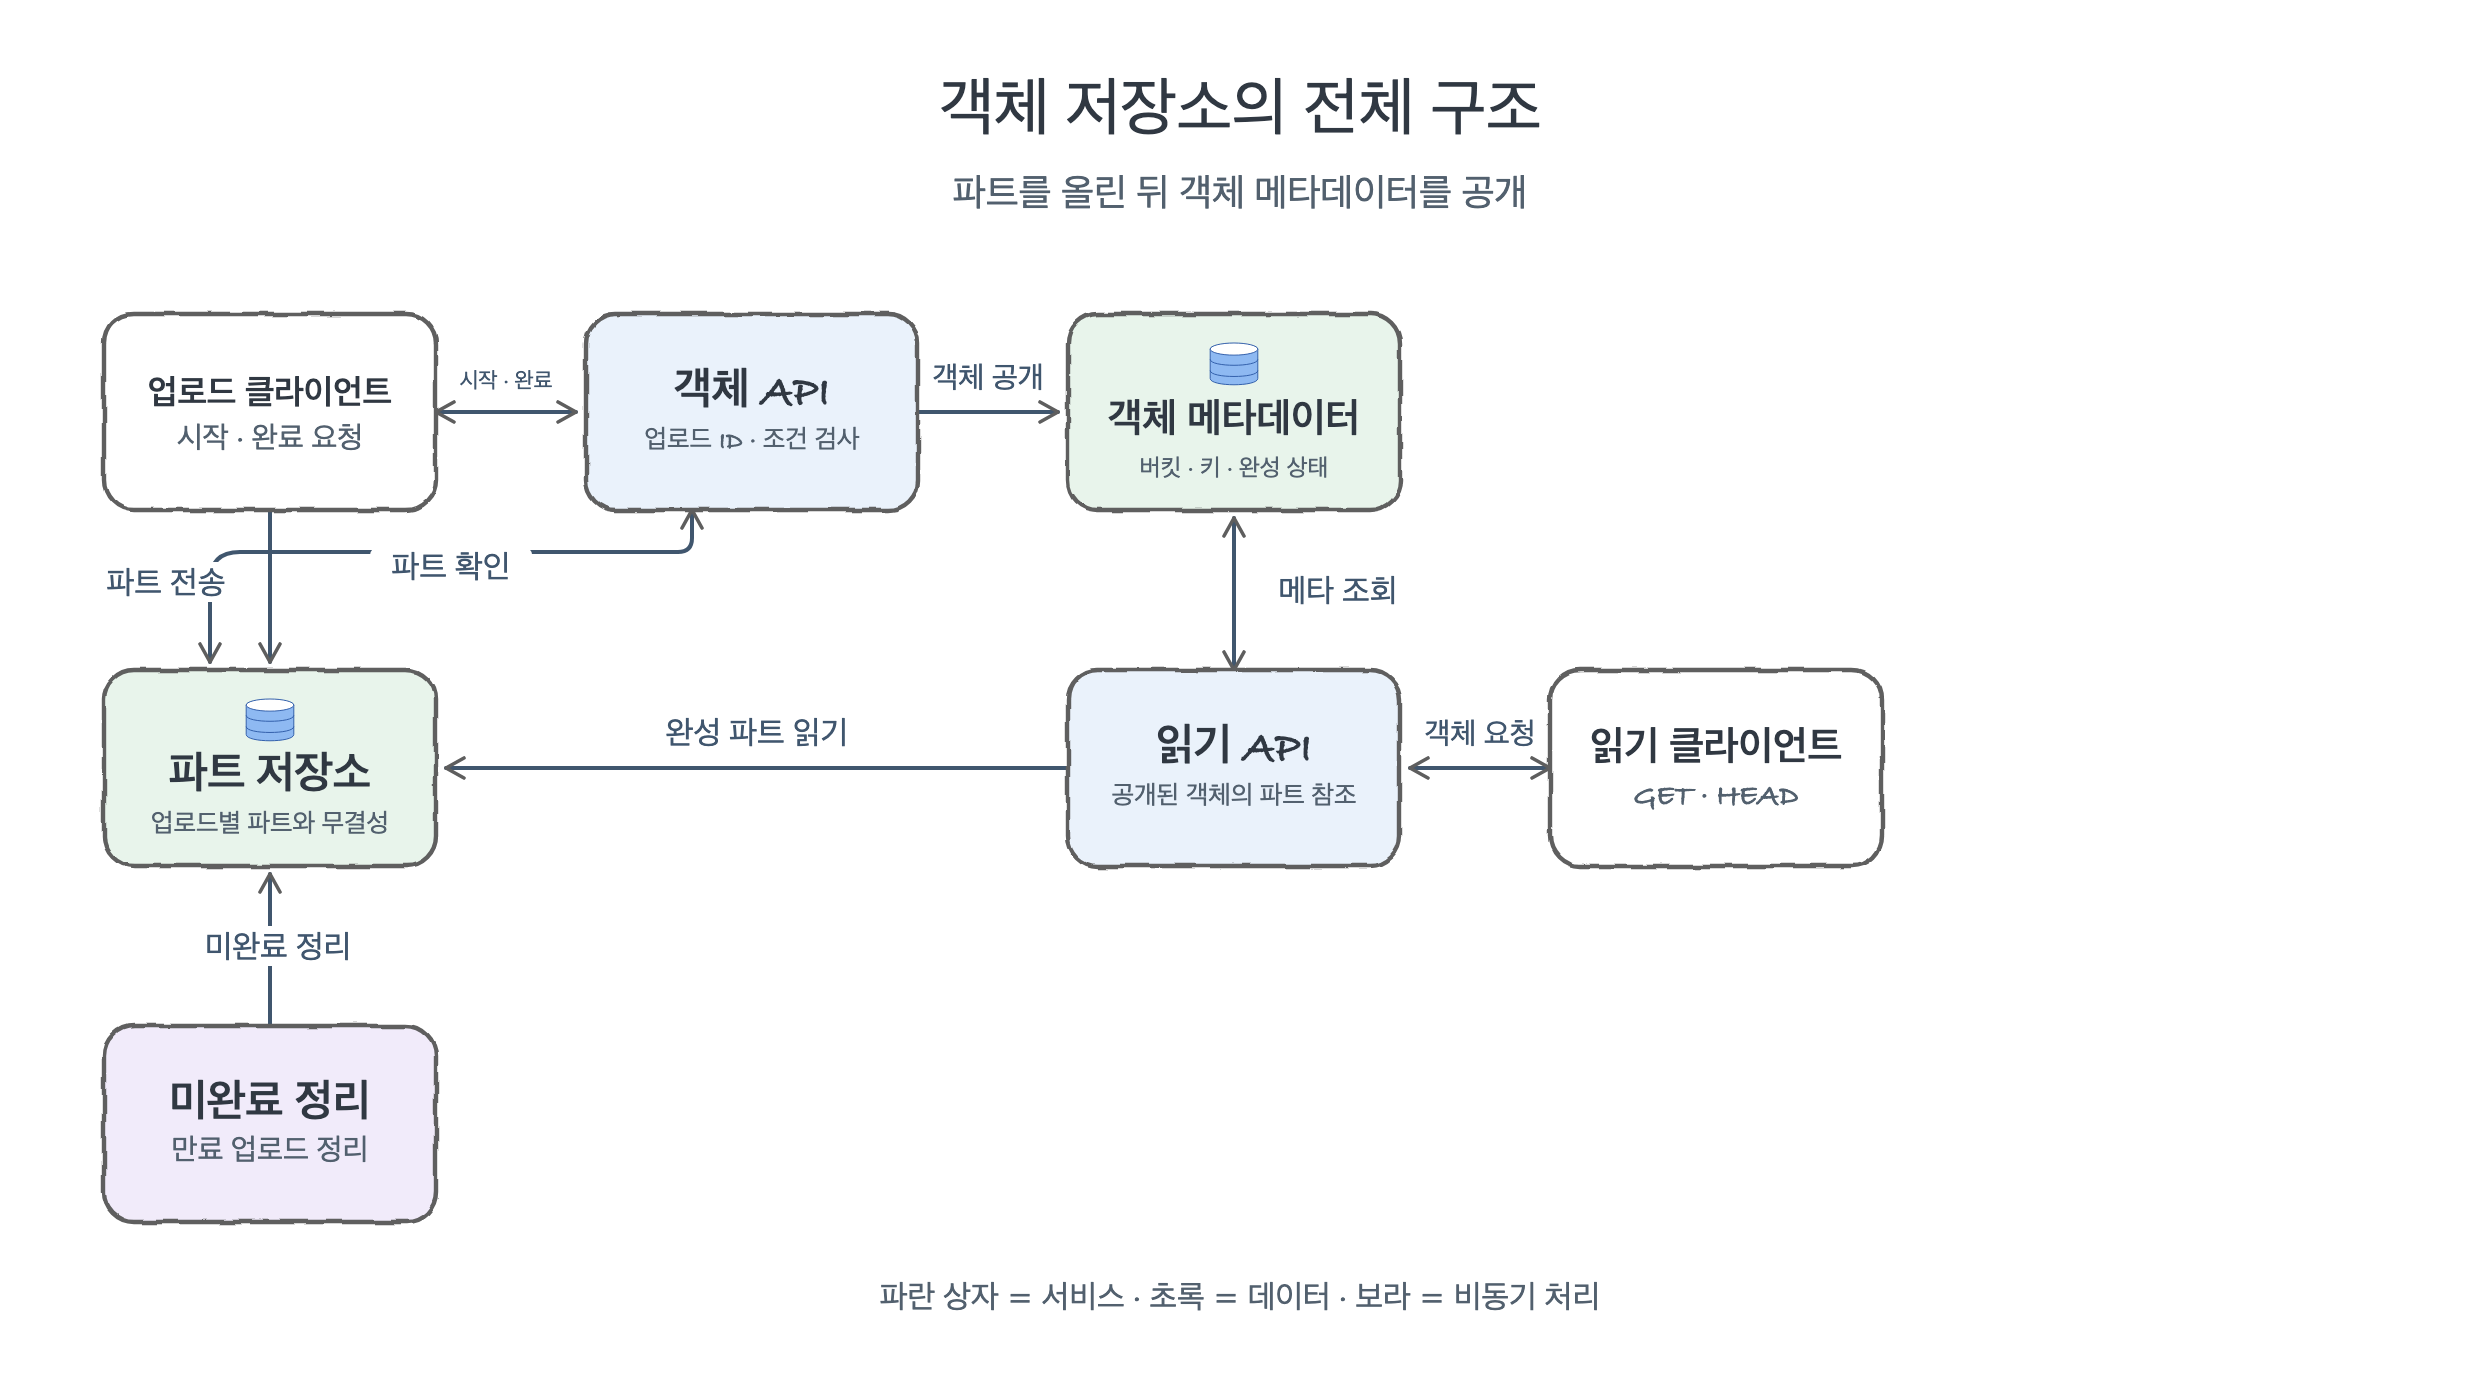 객체 저장소의 전체 구조
파트를 올린 뒤 객체 메타데이터를 공개
업로드 클라이언트
시작 · 완료 요청
시작 · 완료
객체 API
업로드 ID · 조건 검사
객체 공개
객체 메타데이터
버킷 · 키 · 완성 상태
파트 전송
파트 확인
메타 조회
파트 저장소
업로드별 파트와 무결성
완성 파트 읽기
읽기 API
공개된 객체의 파트 참조
객체 요청
읽기 클라이언트
GET · HEAD
미완료 정리
미완료 정리
만료 업로드 정리
파란 상자 = 서비스 · 초록 = 데이터 · 보라 = 비동기 처리